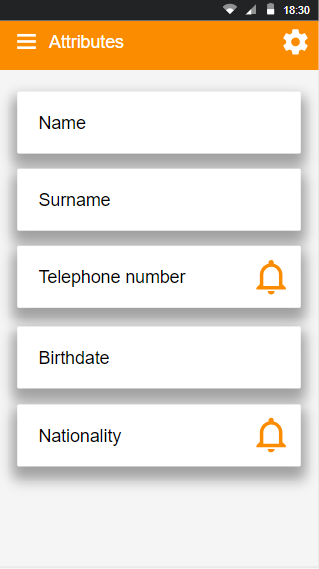 18:30
Attributes
Name
Surname
Telephone number
Birthdate
Nationality